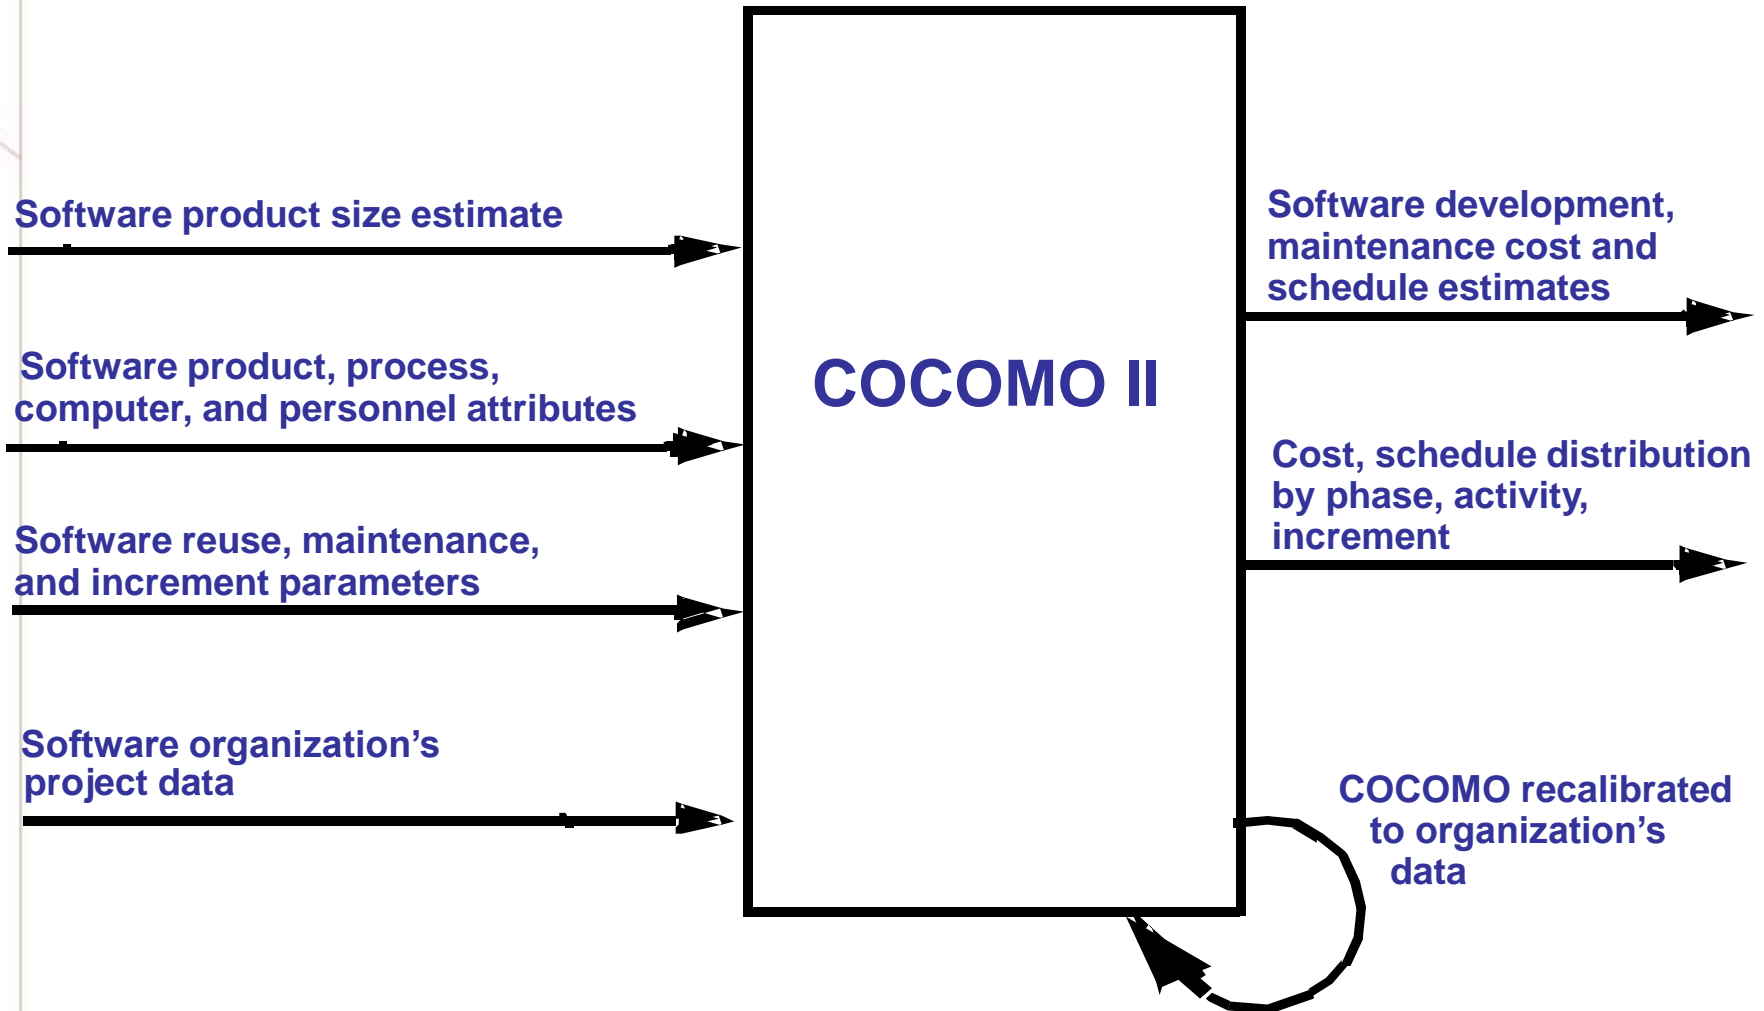 Software product size estimate
Software product, process,
computer, and personnel attributes
Software reuse, maintenance,
and increment parameters
Software organization’s
project data
COCOMO II
Software development,
maintenance cost and
schedule estimates
Cost, schedule distribution
by phase, activity,
increment
COCOMO recalibrated
to organization’s
data